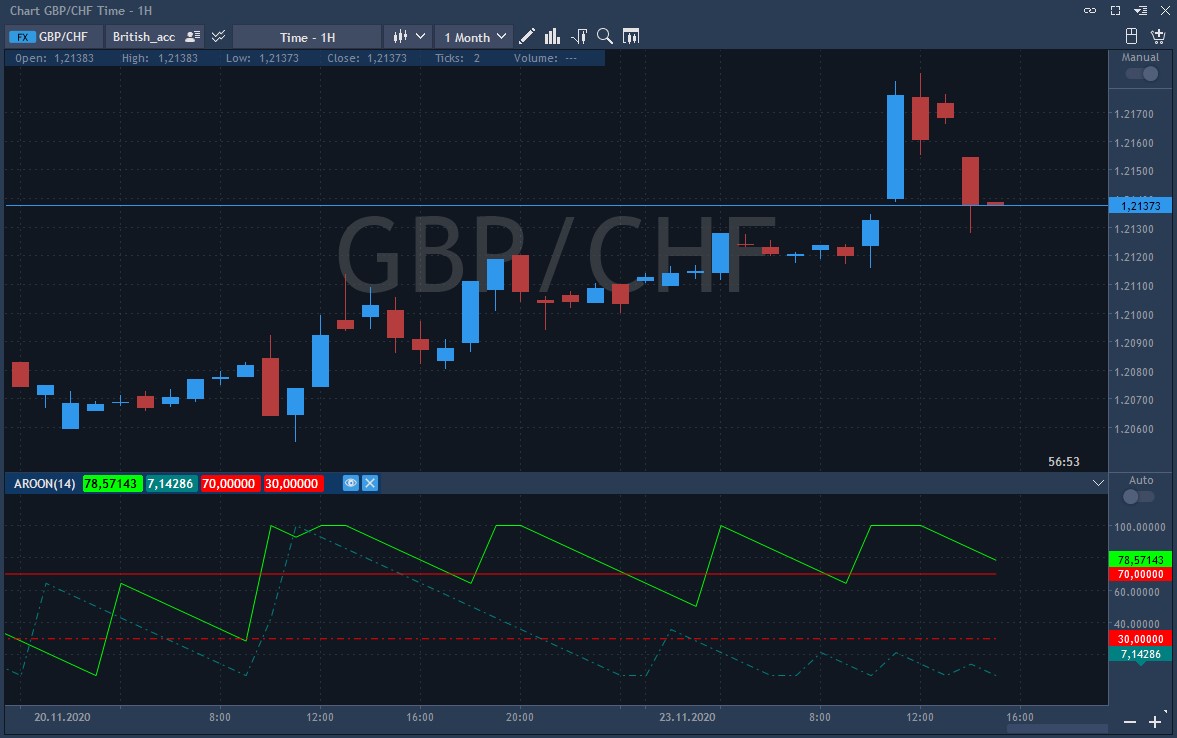 Chart GBP/CHF Time - 1H
FX GBP/CHF British_acc Time - 1H 1 Month
Open: 1,21383 High: 1,21383 Low: 1,21373 Close: 1,21373 Ticks: 2 Volume: ---
Manual
GBP/CHF
1.21700
1.21600
1.21500
1,21373
1.21300
1.21200
1.21100
1.21000
1.20900
1.20800
1.20700
1.20600
56:53
AROON(14) 78,57143 7,14286 70,00000 30,00000
Auto
100.00000
78,57143
70,00000
60.00000
40.00000
30,00000
7,14286
20.11.2020 8:00 12:00 16:00 20:00 23.11.2020 8:00 12:00 16:00